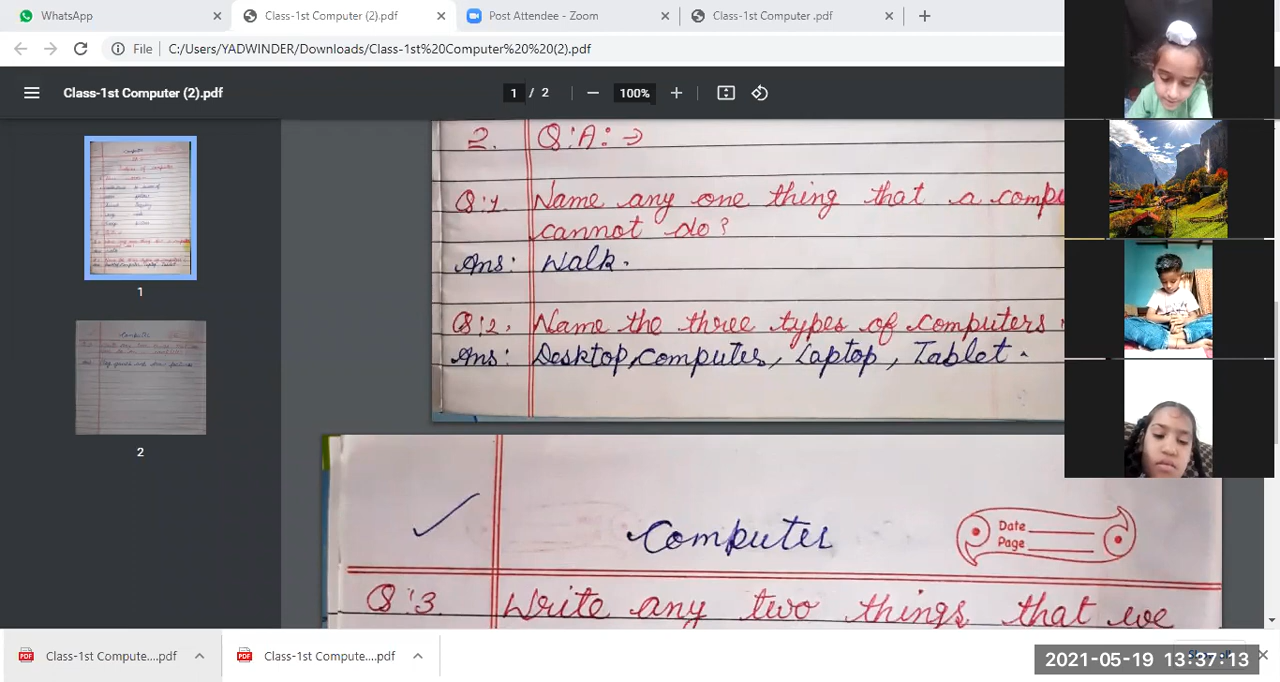 WhatsApp
Class-1st Computer (2).pdf
Post Attendee - Zoom
Class-1st Computer .pdf
File
C:/Users/YADWINDER/Downloads/Class-1st%20Computer%20%20(2).pdf
Class-1st Computer (2).pdf
1 / 2
100%
2. Q:A:
Q:1. Name any one thing that a compu
cannot do?
Ans: Walk.
Q:2. Name the three types of computers
Ans: Desktop, computer, Laptop, Tablet.
1
2
Computer
Date
Page
Q:3. Write any two things that we
Class-1st Compute....pdf
Class-1st Compute....pdf
2021-05-19 13:37:13